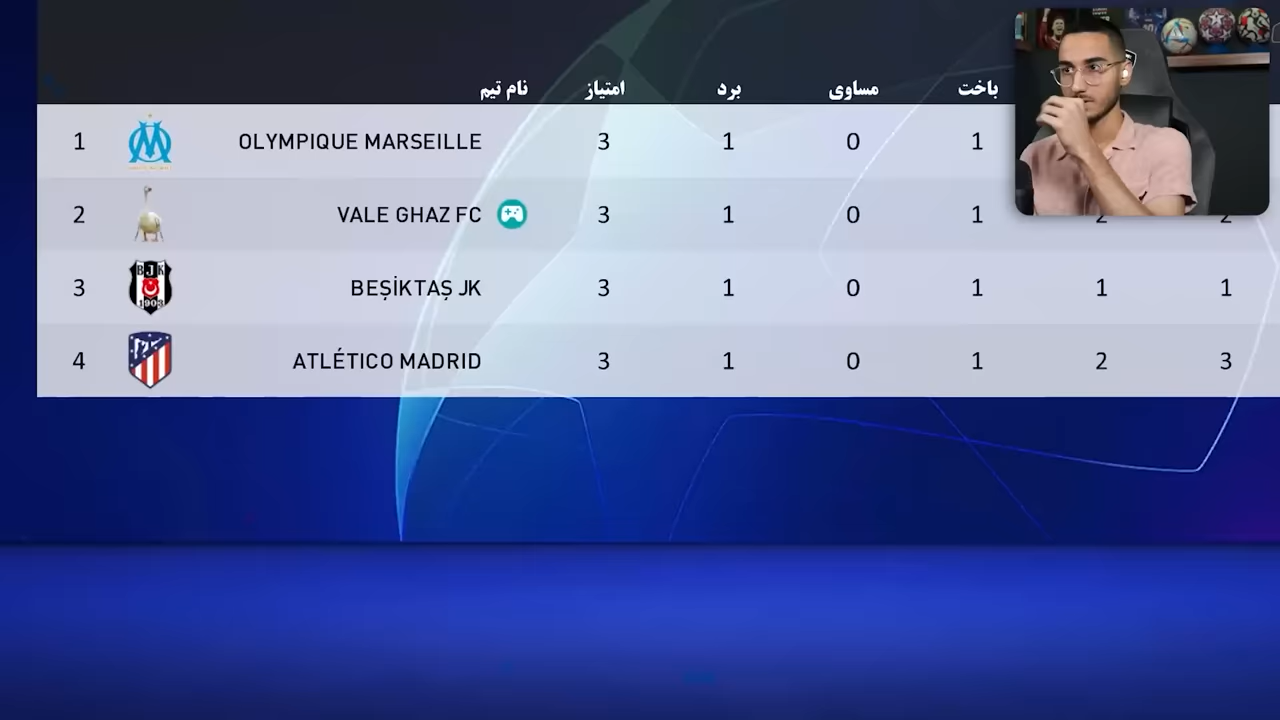 نام تیم امتیاز برد مساوی باخت
1 OLYMPIQUE MARSEILLE 3 1 0 1
2 VALE GHAZ FC 3 1 0 1 2 2
3 BJK 1903 BEŞİKTAŞ JK 3 1 0 1 1 1
4 ATLÉTICO MADRID 3 1 0 1 2 3